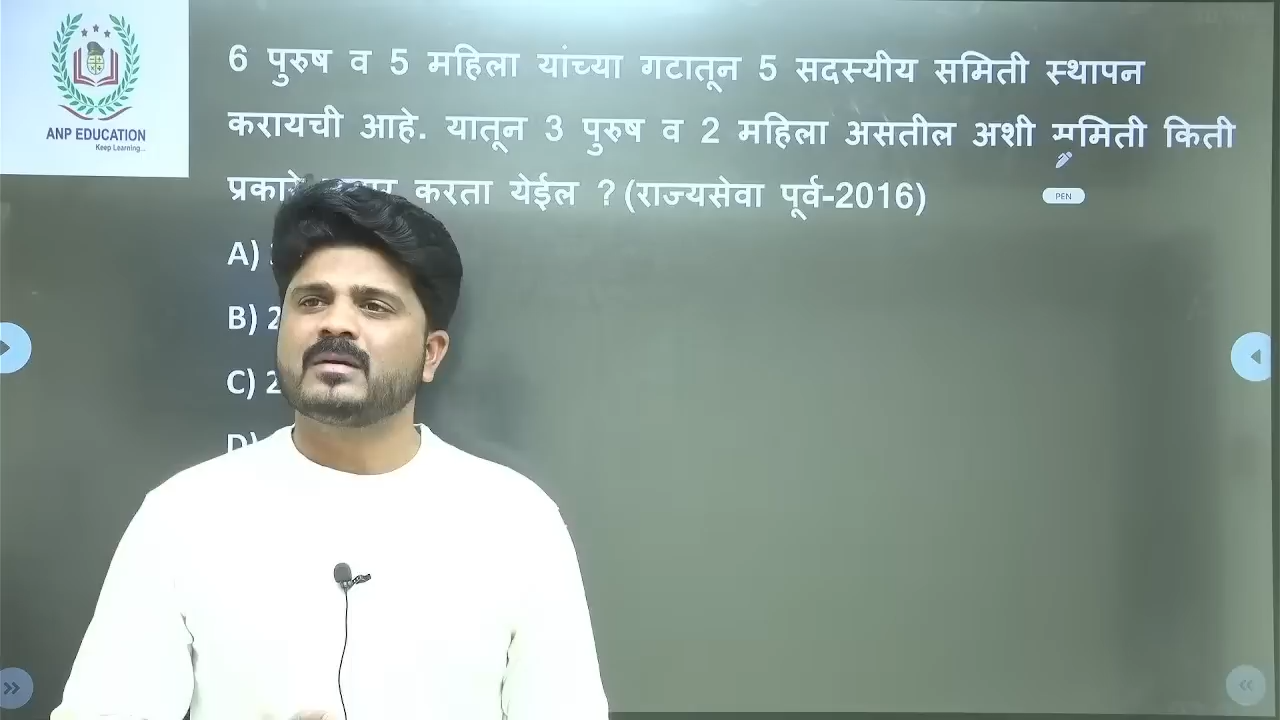 ANP EDUCATION
Keep Learning...
6 पुरुष व 5 महिला यांच्या गटातून 5 सदस्यीय समिती स्थापन
करायची आहे. यातून 3 पुरुष व 2 महिला असतील अशी समिती किती
करता येईल ? (राज्यसेवा पूर्व-2016)
PEN
A)
B) 2
C) 2
D)